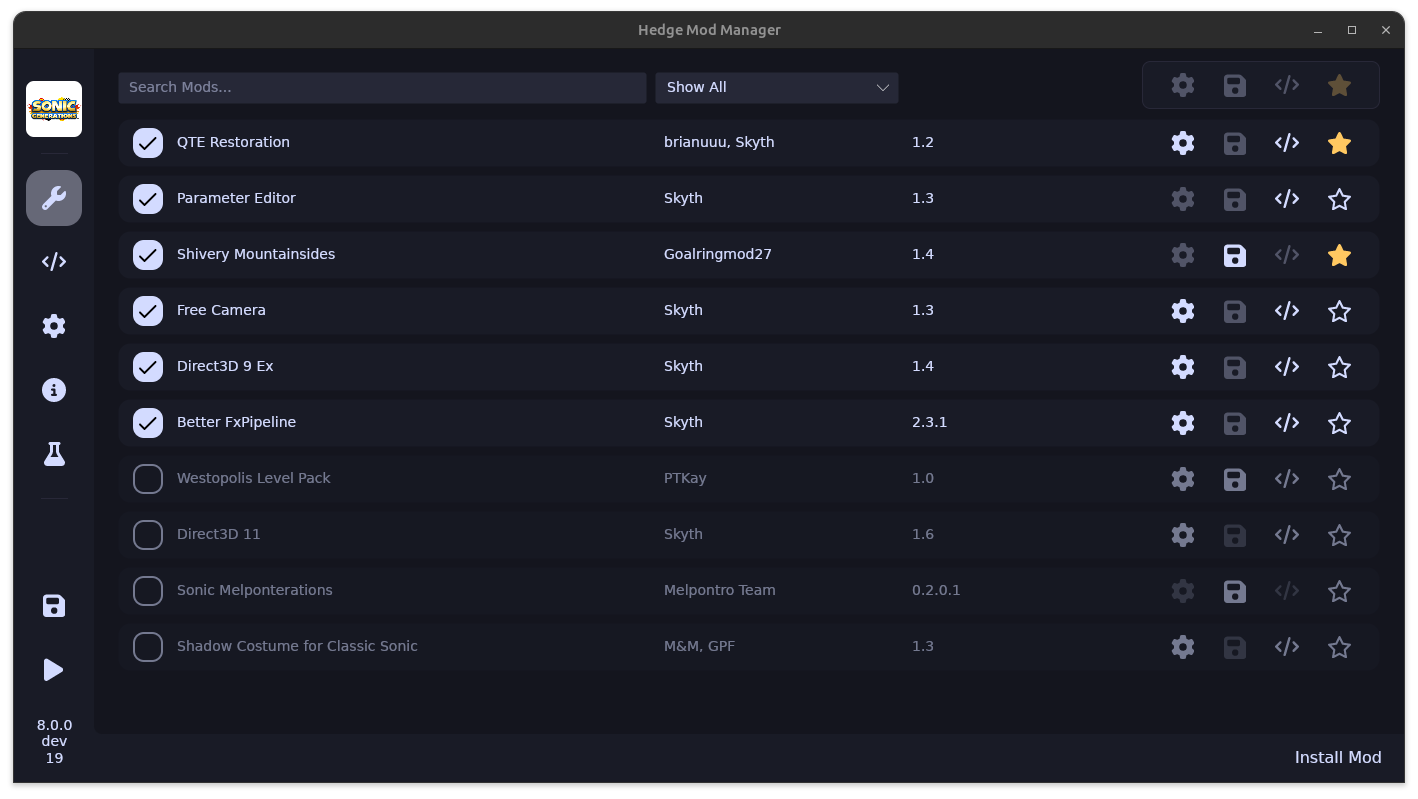 Hedge Mod Manager
SONIC
GENERATIONS
Search Mods...
Show All
QTE Restoration brianuuu, Skyth 1.2
Parameter Editor Skyth 1.3
Shivery Mountainsides Goalringmod27 1.4
Free Camera Skyth 1.3
Direct3D 9 Ex Skyth 1.4
Better FxPipeline Skyth 2.3.1
Westopolis Level Pack PTKay 1.0
Direct3D 11 Skyth 1.6
Sonic Melponterations Melpontro Team 0.2.0.1
Shadow Costume for Classic Sonic M&M, GPF 1.3
8.0.0
dev
19
Install Mod